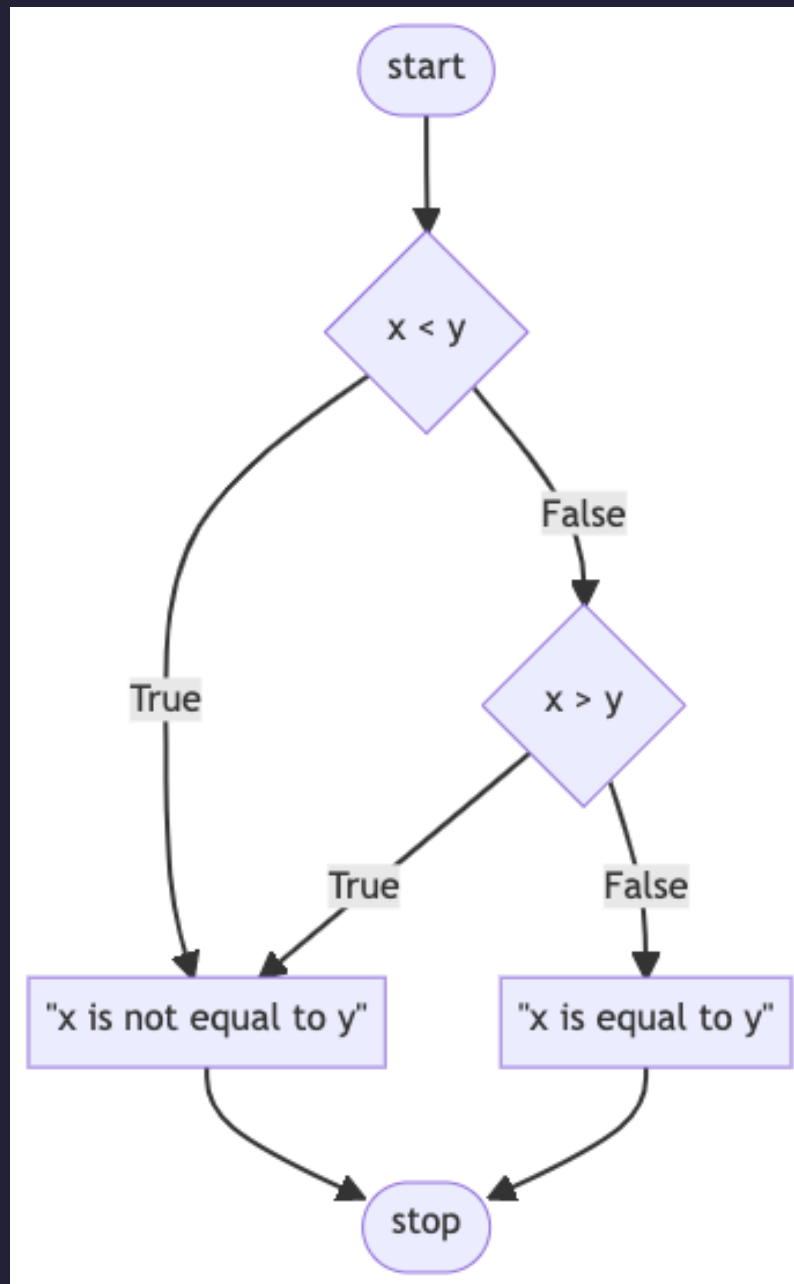 start
x < y
False
True
x > y
True
False
"x is not equal to y"
"x is equal to y"
stop